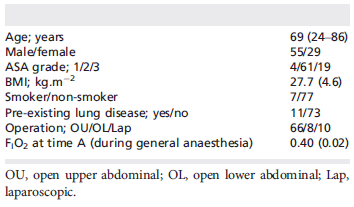 Age; years 69 (24–86)
Male/female 55/29
ASA grade; 1/2/3 4/61/19
BMI; kg.m−2 27.7 (4.6)
Smoker/non-smoker 7/77
Pre-existing lung disease; yes/no 11/73
Operation; OU/OL/Lap 66/8/10
FIO2 at time A (during general anaesthesia) 0.40 (0.02)
OU, open upper abdominal; OL, open lower abdominal; Lap,
laparoscopic.